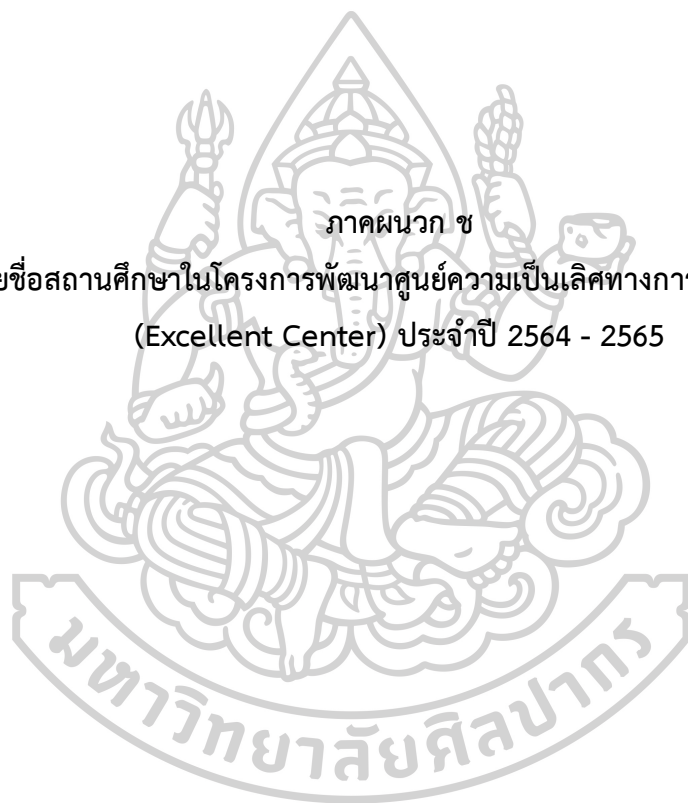 ภาคผนวก ช
ยชื่อสถานศึกษาในโครงการพัฒนาศูนย์ความเป็นเลิศทางการ
(Excellent Center) ประจำปี 2564 - 2565
มหาวิทยาลัยศิลปากร